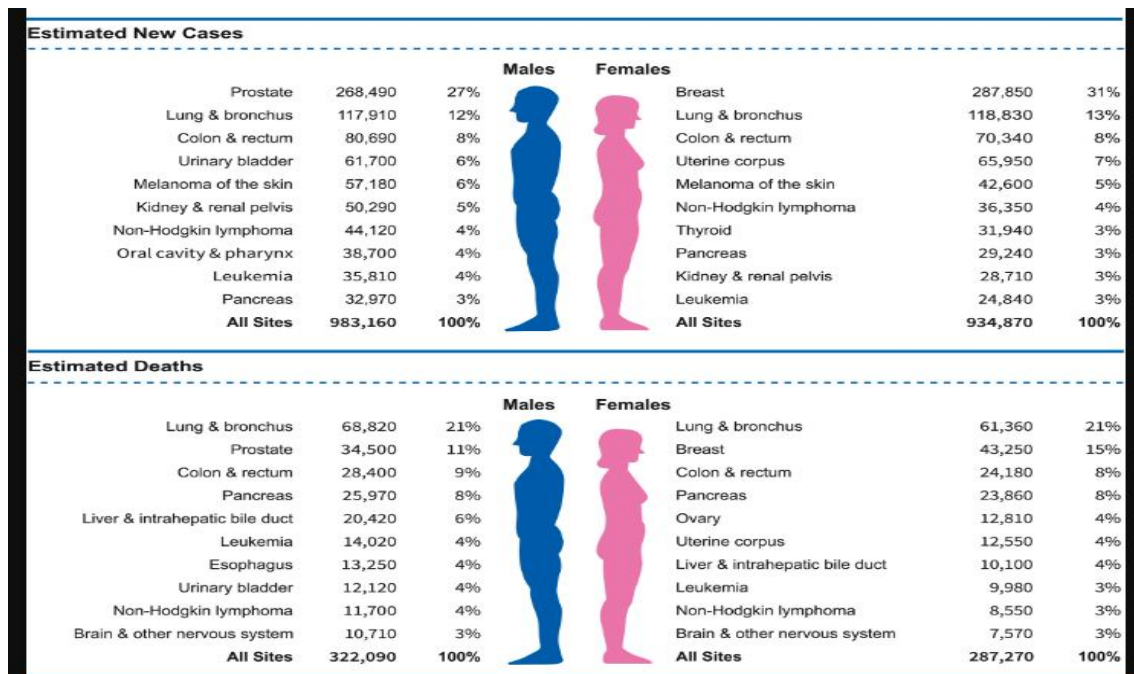 Estimated New Cases
Males Females
Prostate 268,490 27% Breast 287,850 31%
Lung & bronchus 117,910 12% Lung & bronchus 118,830 13%
Colon & rectum 80,690 8% Colon & rectum 70,340 8%
Urinary bladder 61,700 6% Uterine corpus 65,950 7%
Melanoma of the skin 57,180 6% Melanoma of the skin 42,600 5%
Kidney & renal pelvis 50,290 5% Non-Hodgkin lymphoma 36,350 4%
Non-Hodgkin lymphoma 44,120 4% Thyroid 31,940 3%
Oral cavity & pharynx 38,700 4% Pancreas 29,240 3%
Leukemia 35,810 4% Kidney & renal pelvis 28,710 3%
Pancreas 32,970 3% Leukemia 24,840 3%
All Sites 983,160 100% All Sites 934,870 100%
Estimated Deaths
Males Females
Lung & bronchus 68,820 21% Lung & bronchus 61,360 21%
Prostate 34,500 11% Breast 43,250 15%
Colon & rectum 28,400 9% Colon & rectum 24,180 8%
Pancreas 25,970 8% Pancreas 23,860 8%
Liver & intrahepatic bile duct 20,420 6% Ovary 12,810 4%
Leukemia 14,020 4% Uterine corpus 12,550 4%
Esophagus 13,250 4% Liver & intrahepatic bile duct 10,100 4%
Urinary bladder 12,120 4% Leukemia 9,980 3%
Non-Hodgkin lymphoma 11,700 4% Non-Hodgkin lymphoma 8,550 3%
Brain & other nervous system 10,710 3% Brain & other nervous system 7,570 3%
All Sites 322,090 100% All Sites 287,270 100%